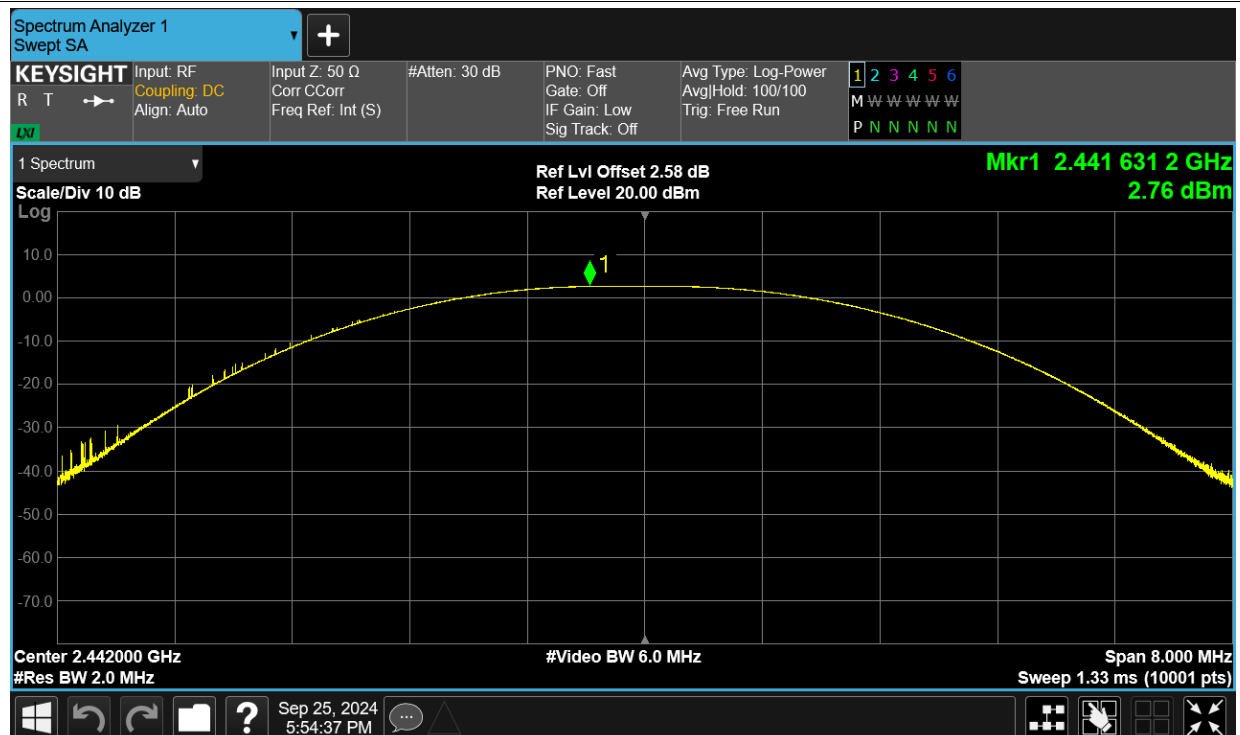 Spectrum Analyzer 1
Swept SA
KEYSIGHT
R T
LXI
Input: RF
Coupling: DC
Align: Auto
Input Z: 50 Ω
Corr CCorr
Freq Ref: Int (S)
#Atten: 30 dB
PNO: Fast
Gate: Off
IF Gain: Low
Sig Track: Off
Avg Type: Log-Power
Avg|Hold: 100/100
Trig: Free Run
1 2 3 4 5 6
M W W W W W
P N N N N N
1 Spectrum
Scale/Div 10 dB
Ref Lvl Offset 2.58 dB
Ref Level 20.00 dBm
Mkr1 2.441 631 2 GHz
2.76 dBm
Log
10.0
0.00
-10.0
-20.0
-30.0
-40.0
-50.0
-60.0
-70.0
1
Center 2.442000 GHz
#Res BW 2.0 MHz
#Video BW 6.0 MHz
Span 8.000 MHz
Sweep 1.33 ms (10001 pts)
?
Sep 25, 2024
5:54:37 PM